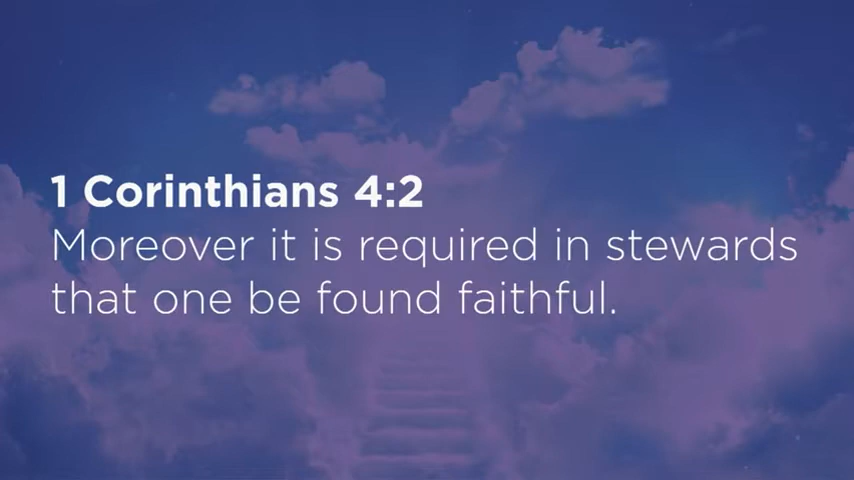 1 Corinthians 4:2
Moreover it is required in stewards
that one be found faithful.